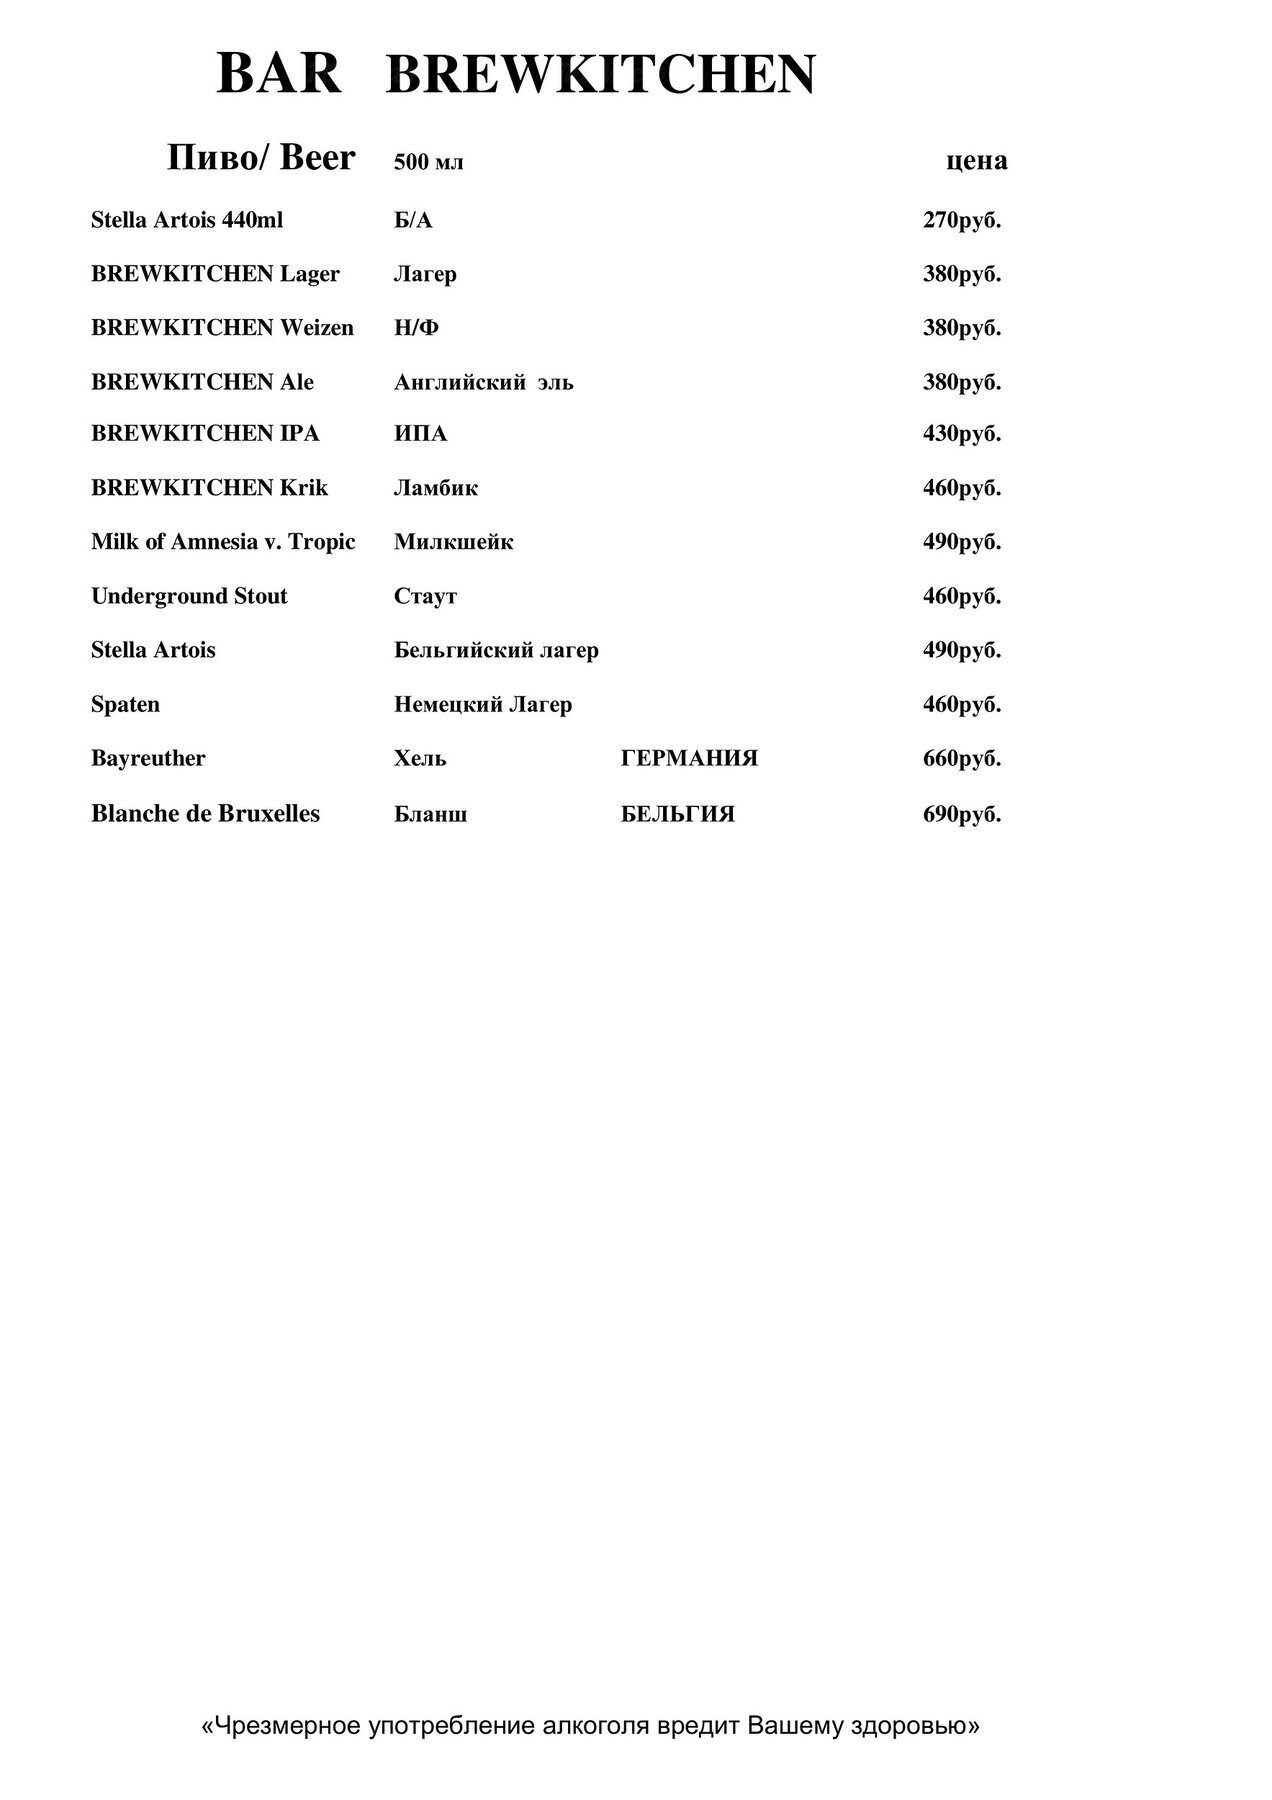 BAR BREWKITCHEN
Пиво/ Beer 500 мл цена
Stella Artois 440ml Б/А 270руб.
BREWKITCHEN Lager Лагер 380руб.
BREWKITCHEN Weizen Н/Ф 380руб.
BREWKITCHEN Ale Английский эль 380руб.
BREWKITCHEN IPA ИПА 430руб.
BREWKITCHEN Krik Ламбик 460руб.
Milk of Amnesia v. Tropic Милкшейк 490руб.
Underground Stout Стаут 460руб.
Stella Artois Бельгийский лагер 490руб.
Spaten Немецкий Лагер 460руб.
Bayreuther Хель ГЕРМАНИЯ 660руб.
Blanche de Bruxelles Бланш БЕЛЬГИЯ 690руб.
«Чрезмерное употребление алкоголя вредит Вашему здоровью»